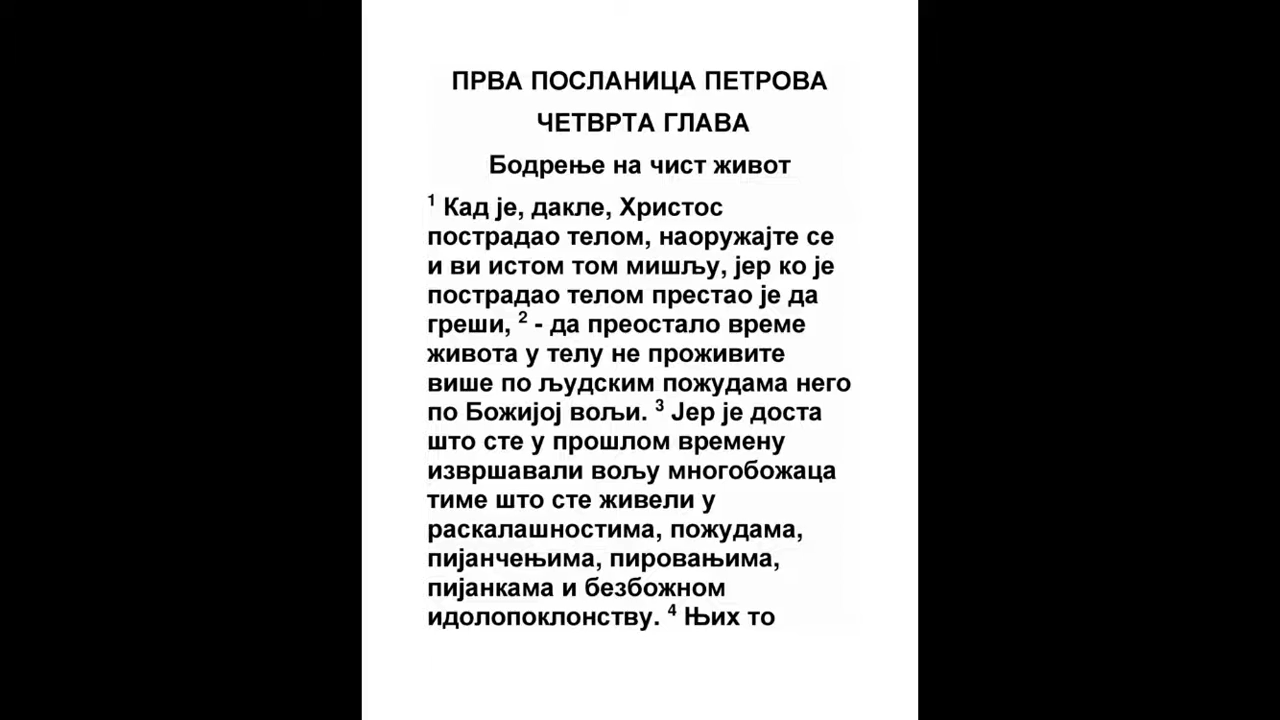 ПРВА ПОСЛАНИЦА ПЕТРОВА
ЧЕТВРТА ГЛАВА
Бодрење на чист живот
¹ Кад је, дакле, Христос
пострадао телом, наоружајте се
и ви истом том мишљу, јер ко је
пострадао телом престао је да
греши, ² - да преостало време
живота у телу не проживите
више по људским пожудама него
по Божијој вољи. ³ Јер је доста
што сте у прошлом времену
извршавали вољу многобожаца
тиме што сте живели у
раскалашностима, пожудама,
пијанчењима, пировањима,
пијанкама и безбожном
идолопоклонству. ⁴ Њих то